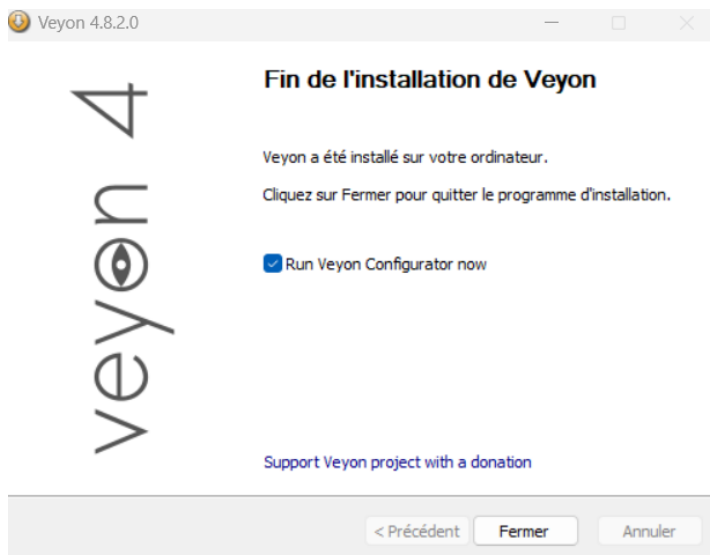 Veyon 4.8.2.0
veyon 4
Fin de l'installation de Veyon
Veyon a été installé sur votre ordinateur.
Cliquez sur Fermer pour quitter le programme d'installation.
Run Veyon Configurator now
Support Veyon project with a donation
< Précédent Fermer Annuler